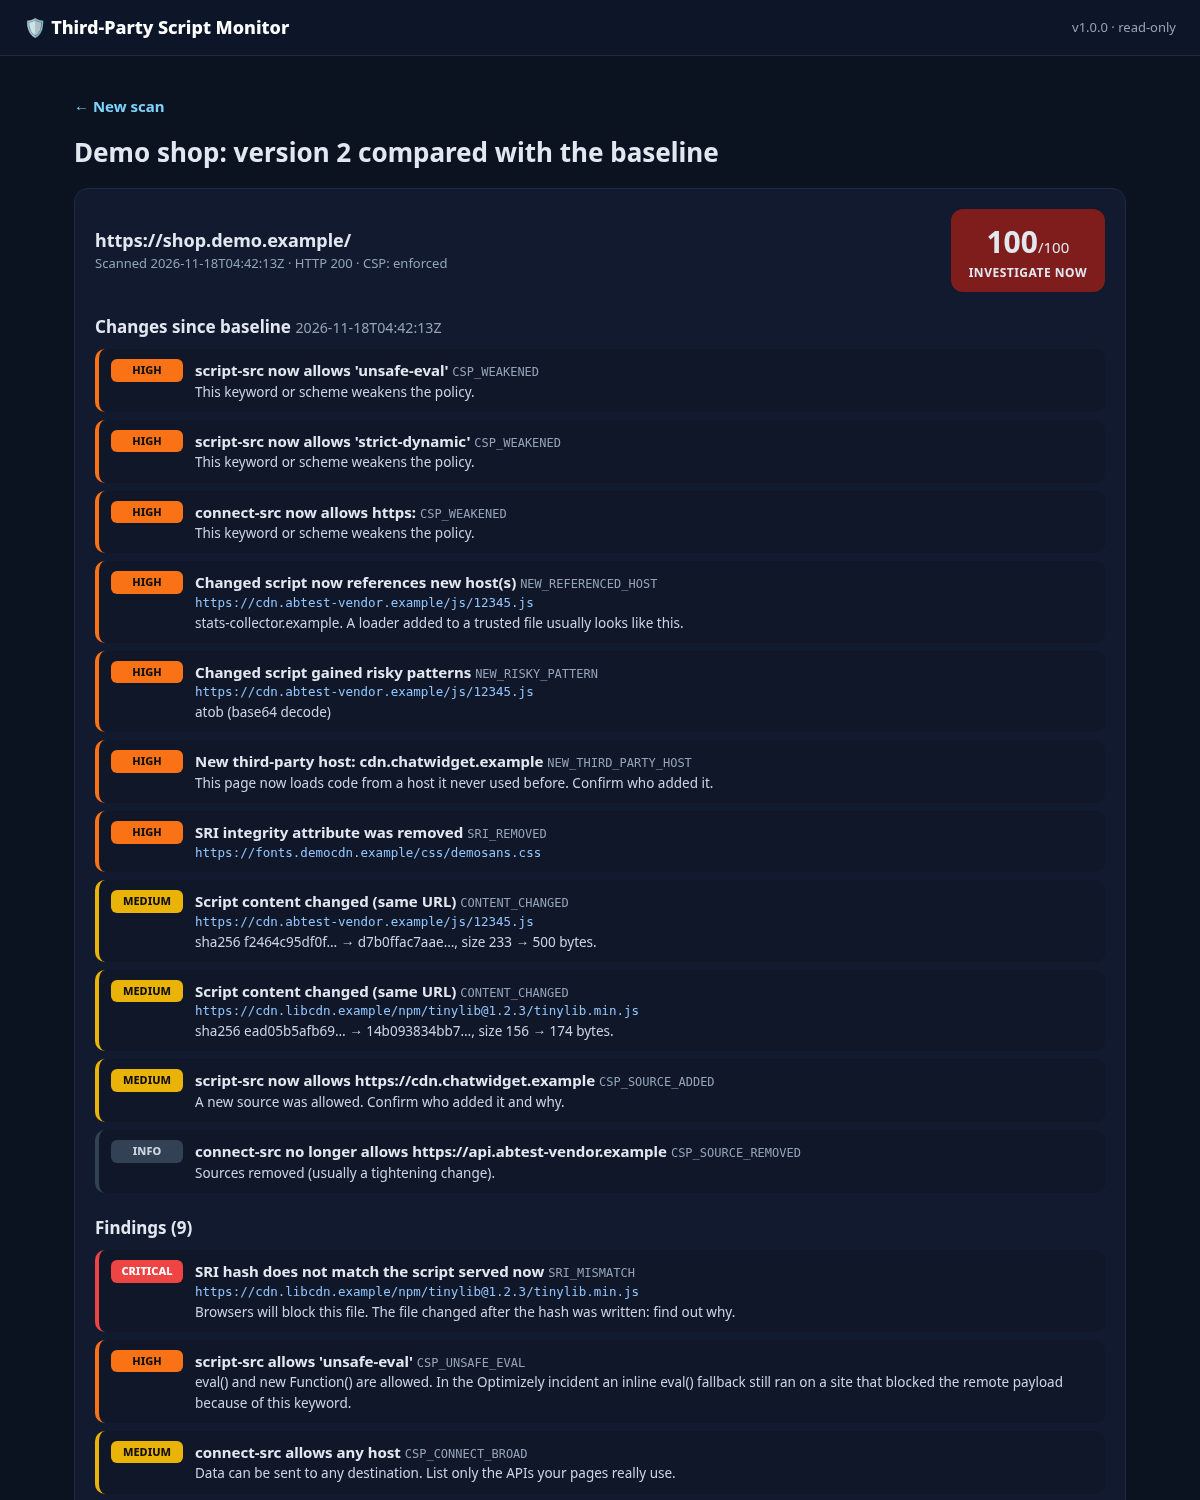 🛡️ Third-Party Script Monitor
v1.0.0 · read-only
← New scan
Demo shop: version 2 compared with the baseline
https://shop.demo.example/
Scanned 2026-11-18T04:42:13Z · HTTP 200 · CSP: enforced
100/100
INVESTIGATE NOW
Changes since baseline 2026-11-18T04:42:13Z
HIGH
script-src now allows 'unsafe-eval' CSP_WEAKENED
This keyword or scheme weakens the policy.
HIGH
script-src now allows 'strict-dynamic' CSP_WEAKENED
This keyword or scheme weakens the policy.
HIGH
connect-src now allows https: CSP_WEAKENED
This keyword or scheme weakens the policy.
HIGH
Changed script now references new host(s) NEW_REFERENCED_HOST
https://cdn.abtest-vendor.example/js/12345.js
stats-collector.example. A loader added to a trusted file usually looks like this.
HIGH
Changed script gained risky patterns NEW_RISKY_PATTERN
https://cdn.abtest-vendor.example/js/12345.js
atob (base64 decode)
HIGH
New third-party host: cdn.chatwidget.example NEW_THIRD_PARTY_HOST
This page now loads code from a host it never used before. Confirm who added it.
HIGH
SRI integrity attribute was removed SRI_REMOVED
https://fonts.democdn.example/css/demosans.css
MEDIUM
Script content changed (same URL) CONTENT_CHANGED
https://cdn.abtest-vendor.example/js/12345.js
sha256 f2464c95df0f… → d7b0ffac7aae…, size 233 → 500 bytes.
MEDIUM
Script content changed (same URL) CONTENT_CHANGED
https://cdn.libcdn.example/npm/tinylib@1.2.3/tinylib.min.js
sha256 ead05b5afb69… → 14b093834bb7…, size 156 → 174 bytes.
MEDIUM
script-src now allows https://cdn.chatwidget.example CSP_SOURCE_ADDED
A new source was allowed. Confirm who added it and why.
INFO
connect-src no longer allows https://api.abtest-vendor.example CSP_SOURCE_REMOVED
Sources removed (usually a tightening change).
Findings (9)
CRITICAL
SRI hash does not match the script served now SRI_MISMATCH
https://cdn.libcdn.example/npm/tinylib@1.2.3/tinylib.min.js
Browsers will block this file. The file changed after the hash was written: find out why.
HIGH
script-src allows 'unsafe-eval' CSP_UNSAFE_EVAL
eval() and new Function() are allowed. In the Optimizely incident an inline eval() fallback still ran on a site that blocked the remote payload
because of this keyword.
MEDIUM
connect-src allows any host CSP_CONNECT_BROAD
Data can be sent to any destination. List only the APIs your pages really use.